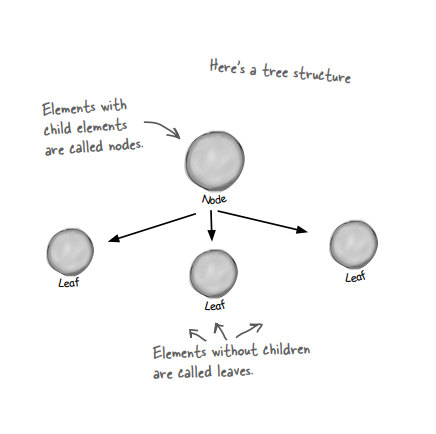 Here's a tree structure
Elements with
child elements
are called nodes.
Node
Leaf
Leaf
Leaf
Elements without children
are called leaves.